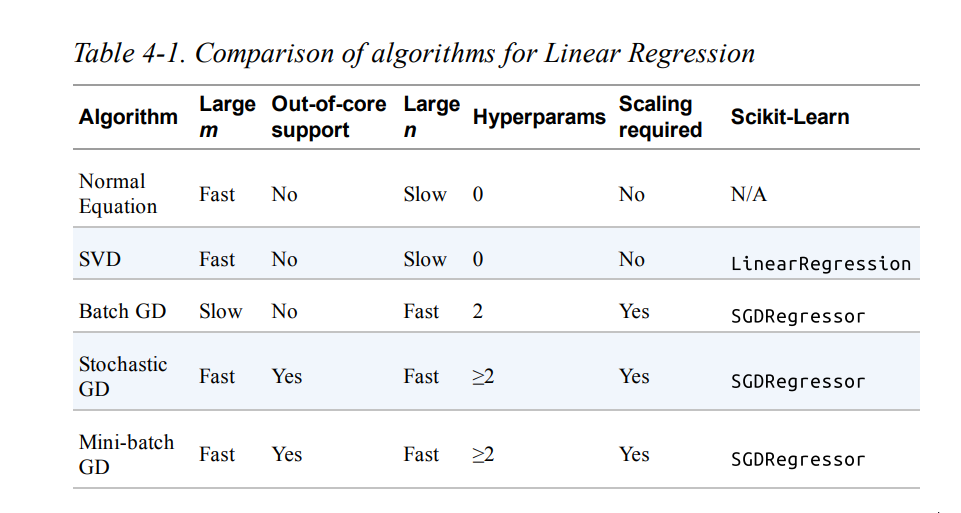 Table 4-1. Comparison of algorithms for Linear Regression
Algorithm Large m Out-of-core support Large n Hyperparams Scaling required Scikit-Learn
Normal Equation Fast No Slow 0 No N/A
SVD Fast No Slow 0 No LinearRegression
Batch GD Slow No Fast 2 Yes SGDRegressor
Stochastic GD Fast Yes Fast ≥2 Yes SGDRegressor
Mini-batch GD Fast Yes Fast ≥2 Yes SGDRegressor